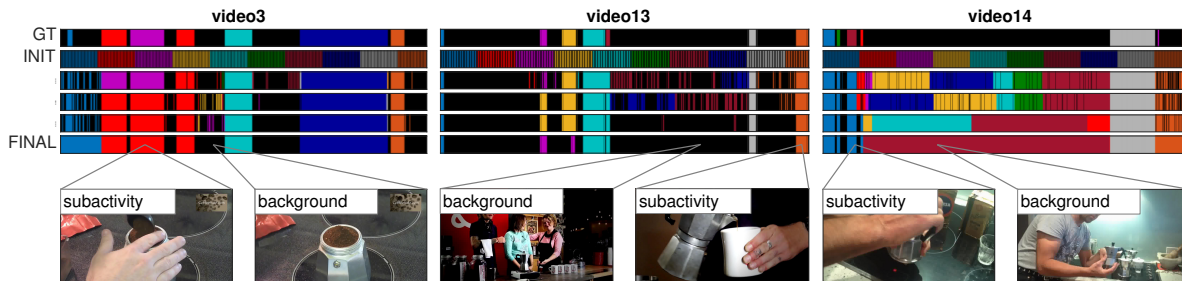 video3 video13 video14
GT
INIT
FINAL
subactivity background background subactivity subactivity background
&